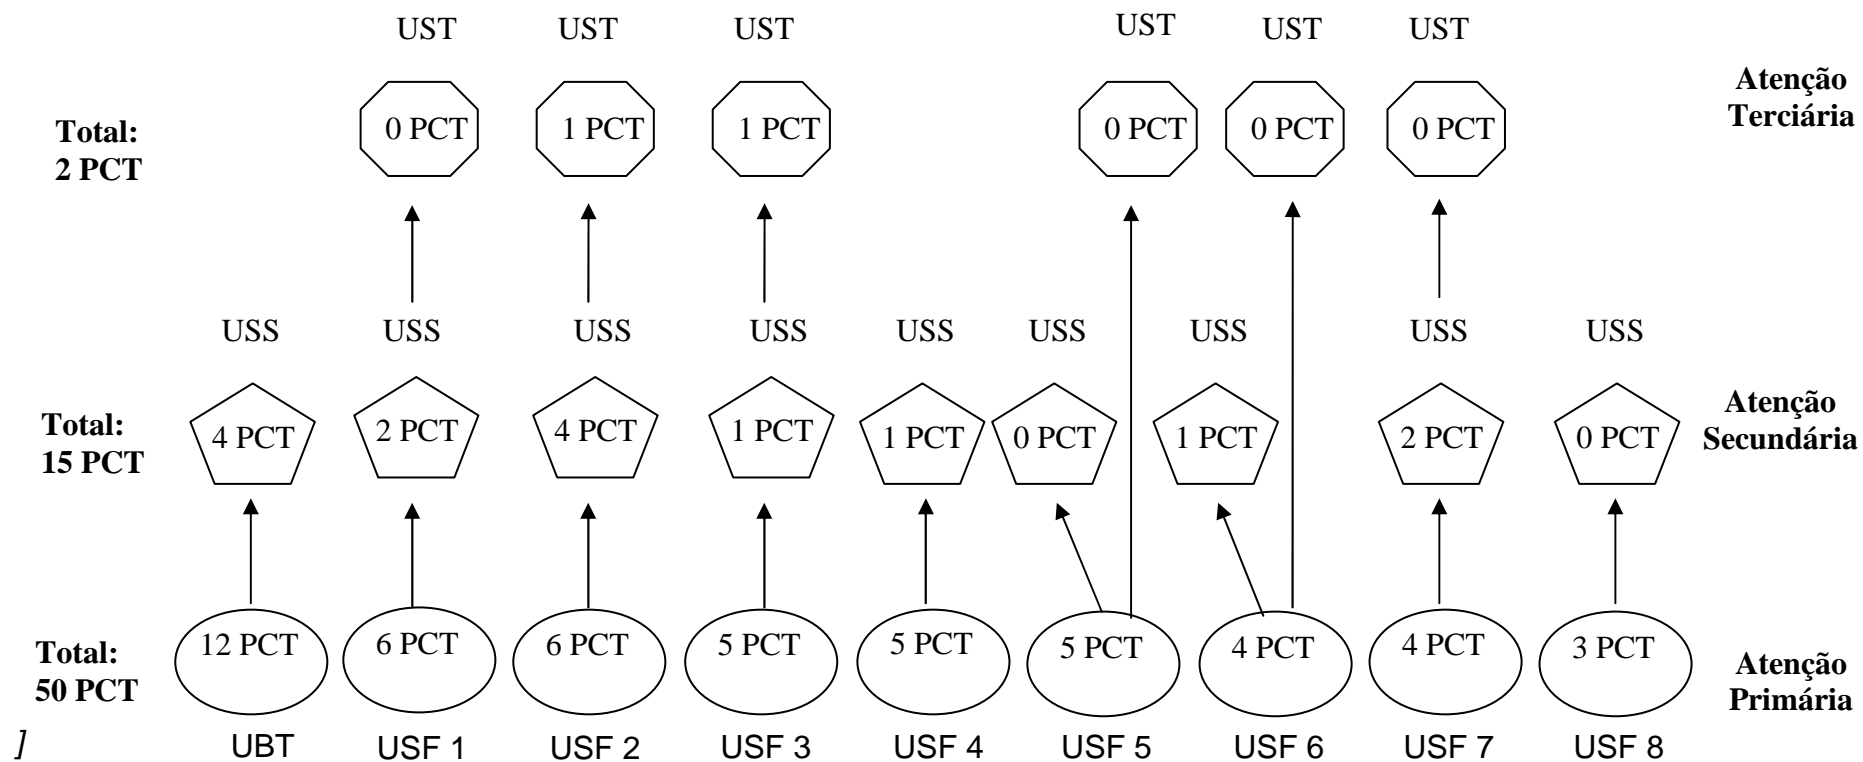 UST UST UST UST UST UST
Atenção
Terciária
Total:
2 PCT
0 PCT 1 PCT 1 PCT 0 PCT 0 PCT 0 PCT
USS USS USS USS USS USS USS USS USS
Atenção
Secundária
Total:
15 PCT
4 PCT 2 PCT 4 PCT 1 PCT 1 PCT 0 PCT 1 PCT 2 PCT 0 PCT
Total:
50 PCT
12 PCT 6 PCT 6 PCT 5 PCT 5 PCT 5 PCT 4 PCT 4 PCT 3 PCT
Atenção
Primária
] UBT USF 1 USF 2 USF 3 USF 4 USF 5 USF 6 USF 7 USF 8